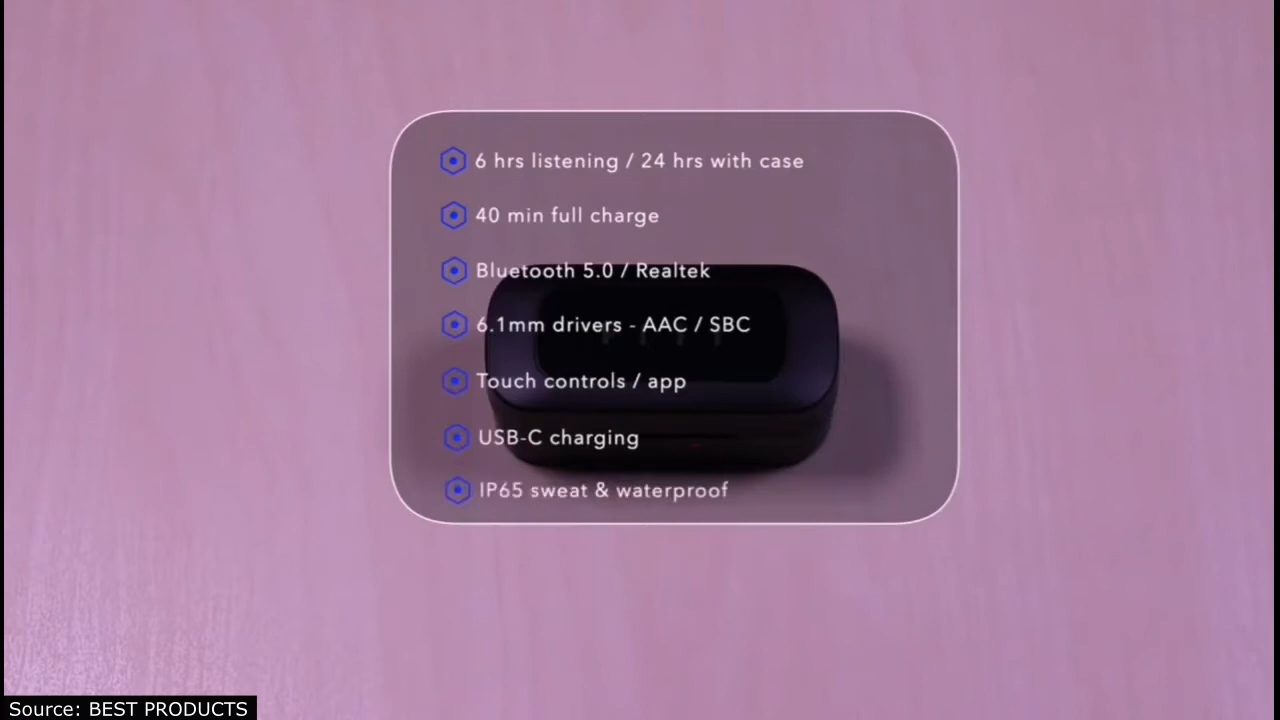 6 hrs listening / 24 hrs with case
40 min full charge
Bluetooth 5.0 / Realtek
6.1mm drivers - AAC / SBC
Touch controls / app
USB-C charging
IP65 sweat & waterproof
Source: BEST PRODUCTS